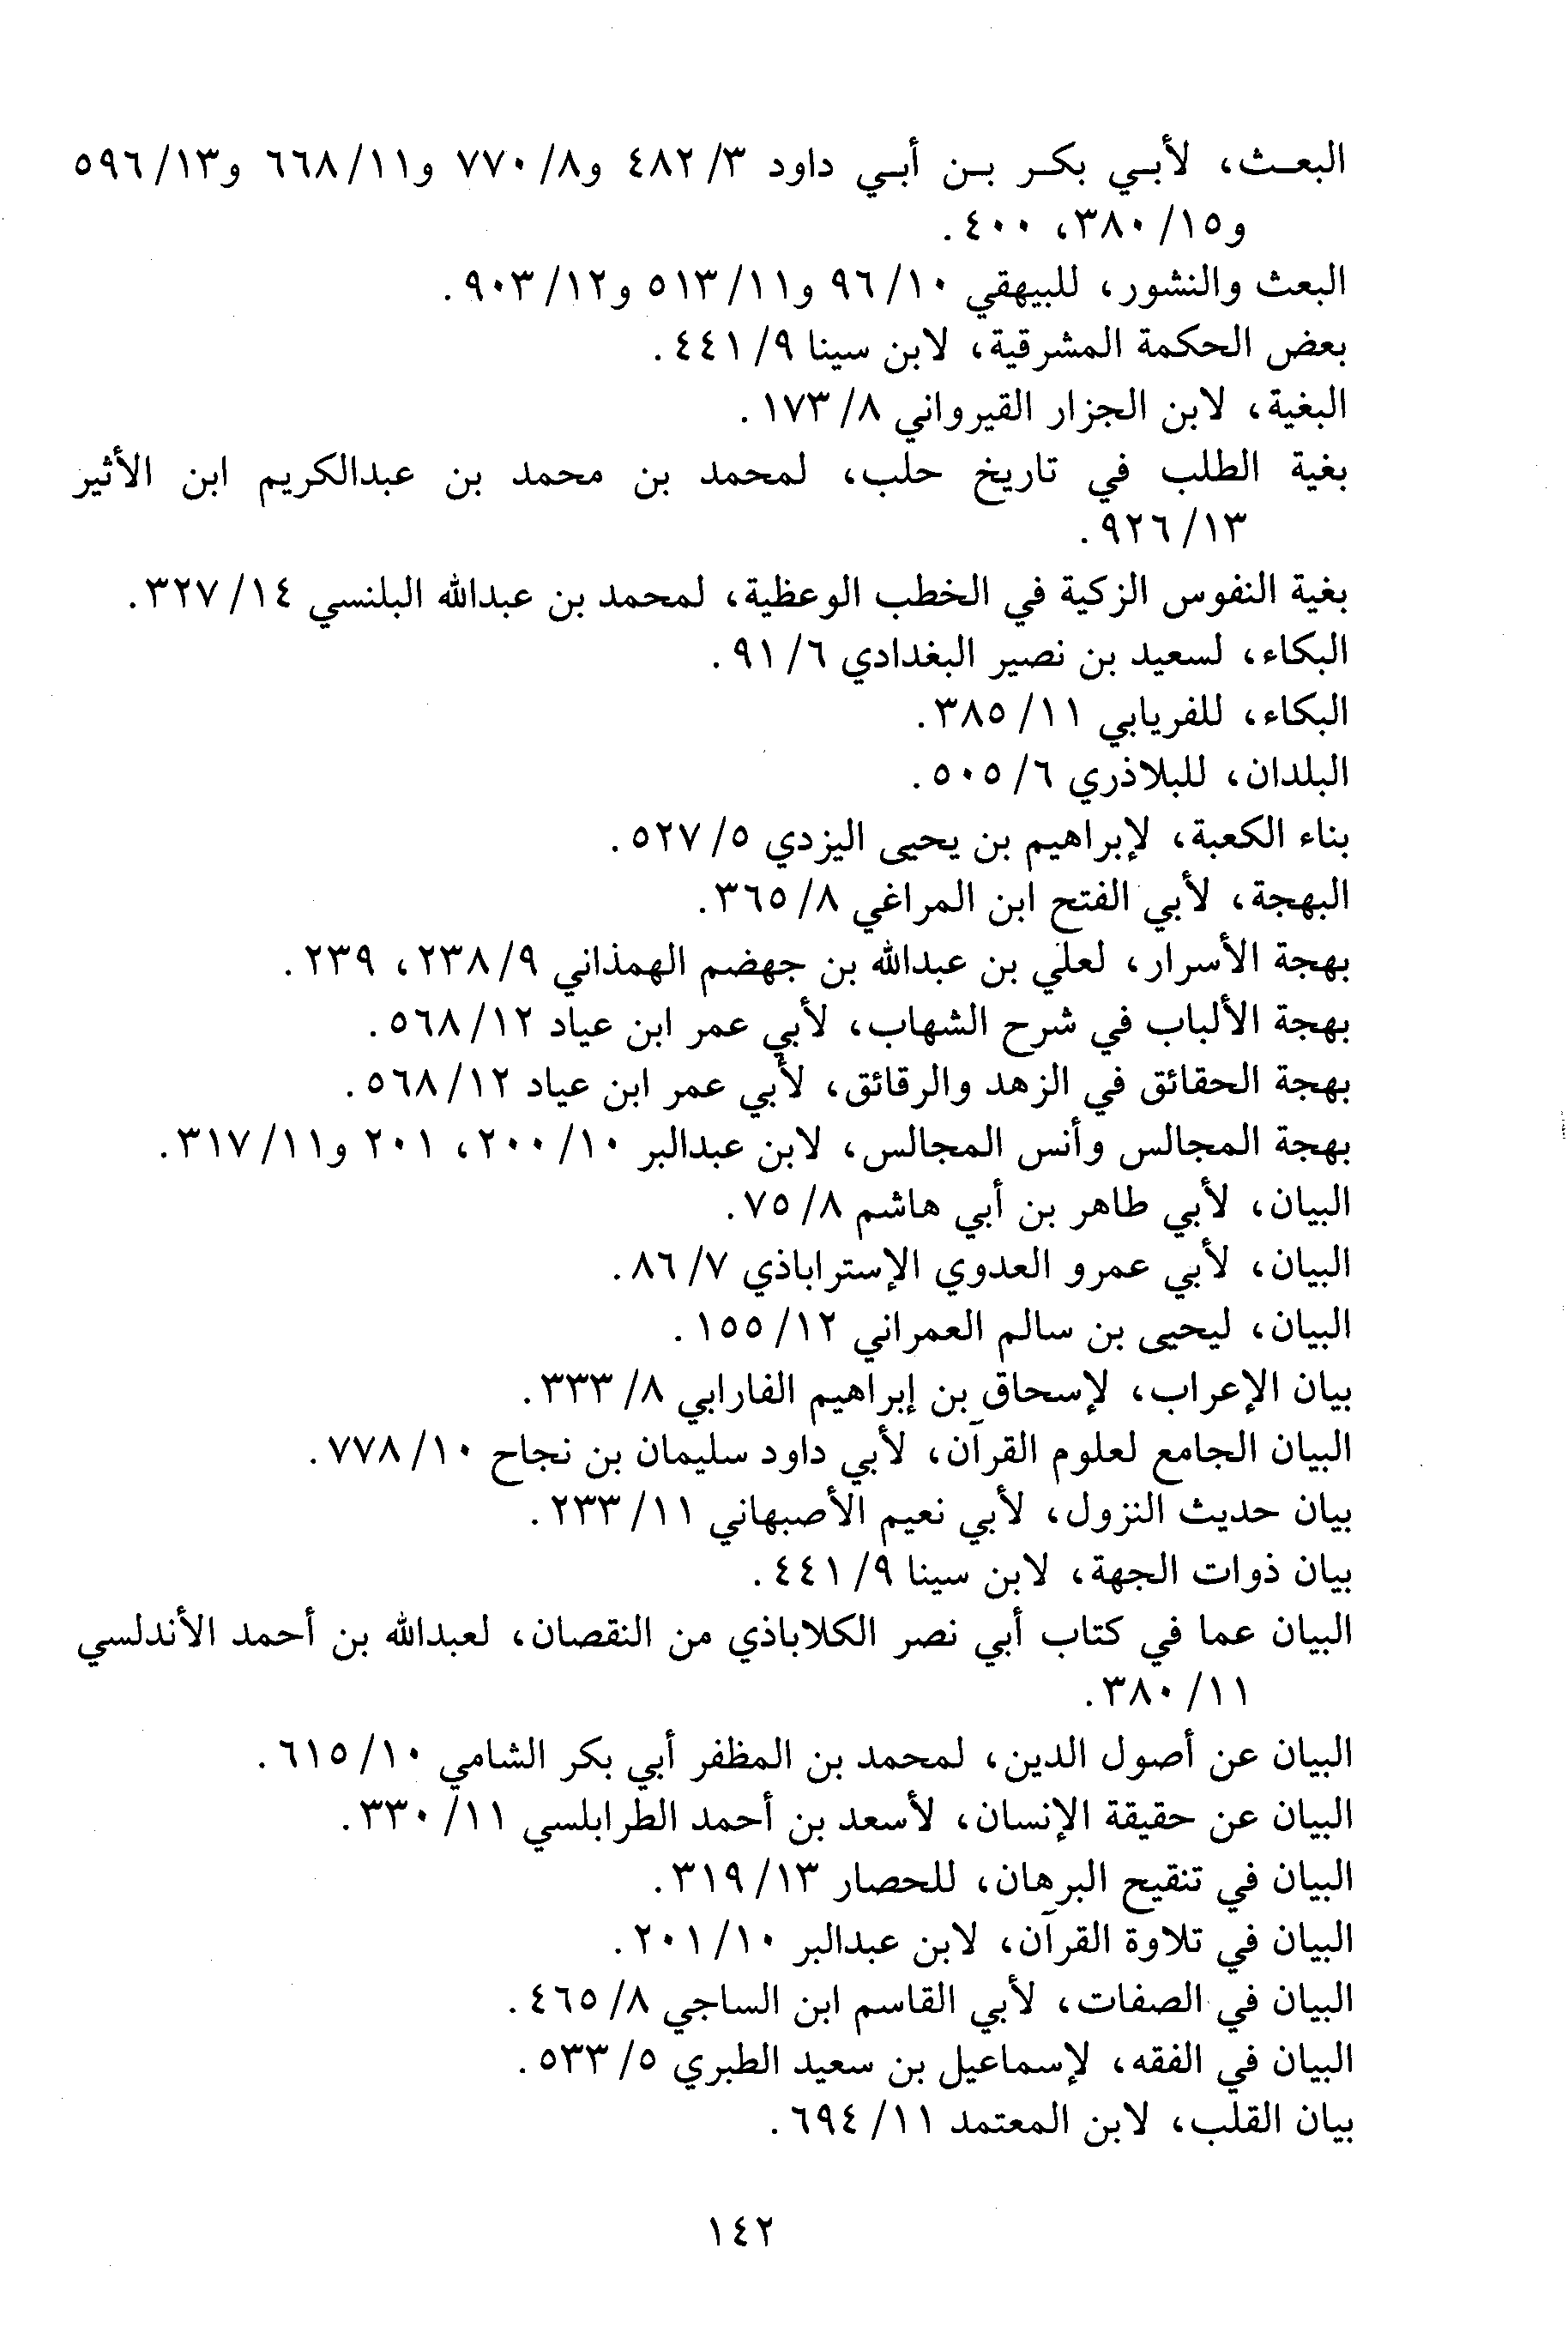 البعث، لأبي بكر بن أبي داود ٣/ ٤٨٢ و٨/ ٧٧٠ و١١/ ٦٦٨ و١٣/ ٥٩٦
و١٥/ ٣٨٠، ٤٠٠.
البعث والنشور، للبيهقي ١٠/ ٩٦ و١١/ ٥١٣ و١٢/ ٩٠٣.
بعض الحكمة المشرقية، لابن سينا ٩/ ٤٤١.
البغية، لابن الجزار القيرواني ٨/ ١٧٣.
بغية الطلب في تاريخ حلب، لمحمد بن محمد بن عبدالكريم ابن الأثير
١٣/ ٩٢٦.
بغية النفوس الزكية في الخطب الوعظية، لمحمد بن عبدالله البلنسي ١٤/ ٣٢٧.
البكاء، لسعيد بن نصير البغدادي ٦/ ٩١.
البكاء، للفريابي ١١/ ٣٨٥.
البلدان، للبلاذري ٦/ ٥٠٥.
بناء الكعبة، لإبراهيم بن يحيى اليزدي ٥/ ٥٢٧.
البهجة، لأبي الفتح ابن المراغي ٨/ ٣٦٥.
بهجة الأسرار، لعلي بن عبدالله بن جهضم الهمذاني ٩/ ٢٣٨، ٢٣٩.
بهجة الألباب في شرح الشهاب، لأبي عمر ابن عياد ١٢/ ٥٦٨.
بهجة الحقائق في الزهد والرقائق، لأبي عمر ابن عياد ١٢/ ٥٦٨.
بهجة المجالس وأنس المجالس، لابن عبدالبر ١٠/ ٢٠٠، ٢٠١ و١١/ ٣١٧.
البيان، لأبي طاهر بن أبي هاشم ٨/ ٧٥.
البيان، لأبي عمرو العدوي الإستراباذي ٧/ ٨٦.
البيان، ليحيى بن سالم العمراني ١٢/ ١٥٥.
بيان الإعراب، لإسحاق بن إبراهيم الفارابي ٨/ ٣٣٣.
البيان الجامع لعلوم القرآن، لأبي داود سليمان بن نجاح ١٠/ ٧٧٨.
بيان حديث النزول، لأبي نعيم الأصبهاني ١١/ ٢٣٣.
بيان ذوات الجهة، لابن سينا ٩/ ٤٤١.
البيان عما في كتاب أبي نصر الكلاباذي من النقصان، لعبدالله بن أحمد الأندلسي
١١/ ٣٨٠.
البيان عن أصول الدين، لمحمد بن المظفر أبي بكر الشامي ١٠/ ٦١٥.
البيان عن حقيقة الإنسان، لأسعد بن أحمد الطرابلسي ١١/ ٣٣٠.
البيان في تنقيح البرهان، للحصار ١٣/ ٣١٩.
البيان في تلاوة القرآن، لابن عبدالبر ١٠/ ٢٠١.
البيان في الصفات، لأبي القاسم ابن الساجي ٨/ ٤٦٥.
البيان في الفقه، لإسماعيل بن سعيد الطبري ٥/ ٥٣٣.
بيان القلب، لابن المعتمد ١١/ ٦٩٤.
١٤٢